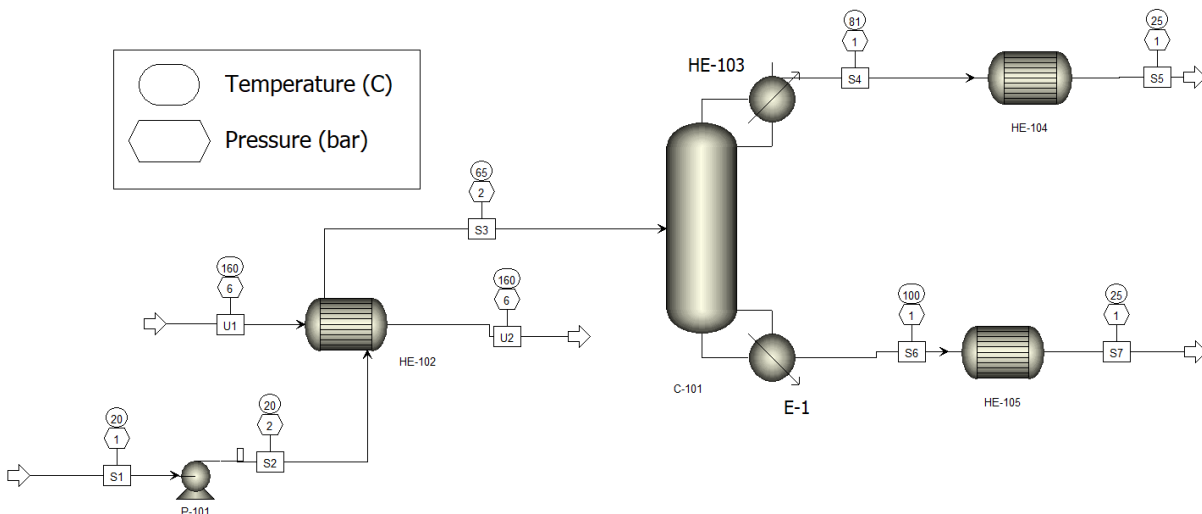 Temperature (C)
Pressure (bar)
HE-103
81
1
S4
25
1
S5
HE-104
65
2
S3
160
6
U1
160
6
U2
HE-102
C-101
E-1
100
1
S6
25
1
S7
HE-105
20
1
S1
20
2
S2
P-101